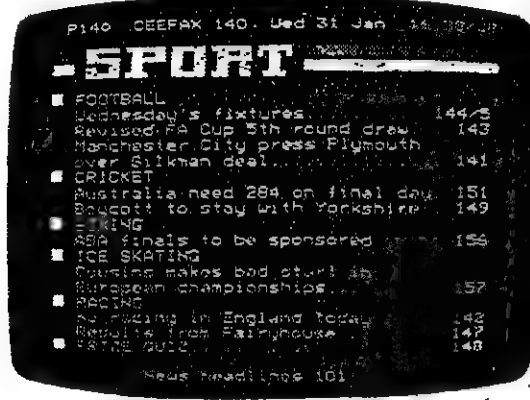 P140 CEEFAX 140. Wed 31 Jan
SPORT
FOOTBALL
Wednesday's fixtures 144/5
Revised FA Cup 5th round draw 143
Manchester City press Plymouth
over Silkman deal 141
CRICKET
Australia need 284 on final day 151
Boycott to stay with Yorkshire 149
ABA finals to be sponsored 156
ICE SKATING
Cousins makes bad start in
European championships 157
RACING
No racing in England today 142
Results from Fairyhouse 147
148
News headlines 101